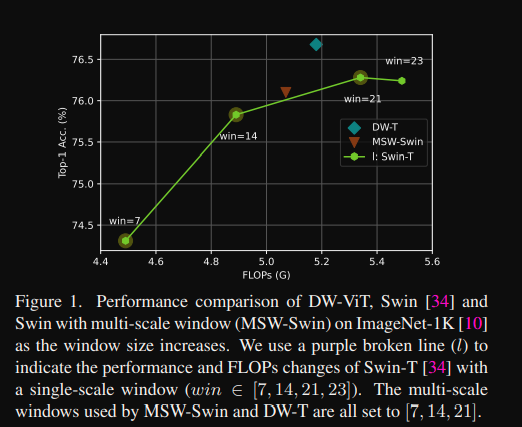 76.5
76.0
75.5
75.0
74.5
Top-1 Acc. (%)
win=23
win=21
win=14
win=7
DW-T
MSW-Swin
l: Swin-T
4.4 4.6 4.8 5.0 5.2 5.4 5.6
FLOPs (G)
Figure 1. Performance comparison of DW-ViT, Swin [34] and
Swin with multi-scale window (MSW-Swin) on ImageNet-1K [10]
as the window size increases. We use a purple broken line (l) to
indicate the performance and FLOPs changes of Swin-T [34] with
a single-scale window (win ∈ [7, 14, 21, 23]). The multi-scale
windows used by MSW-Swin and DW-T are all set to [7, 14, 21].